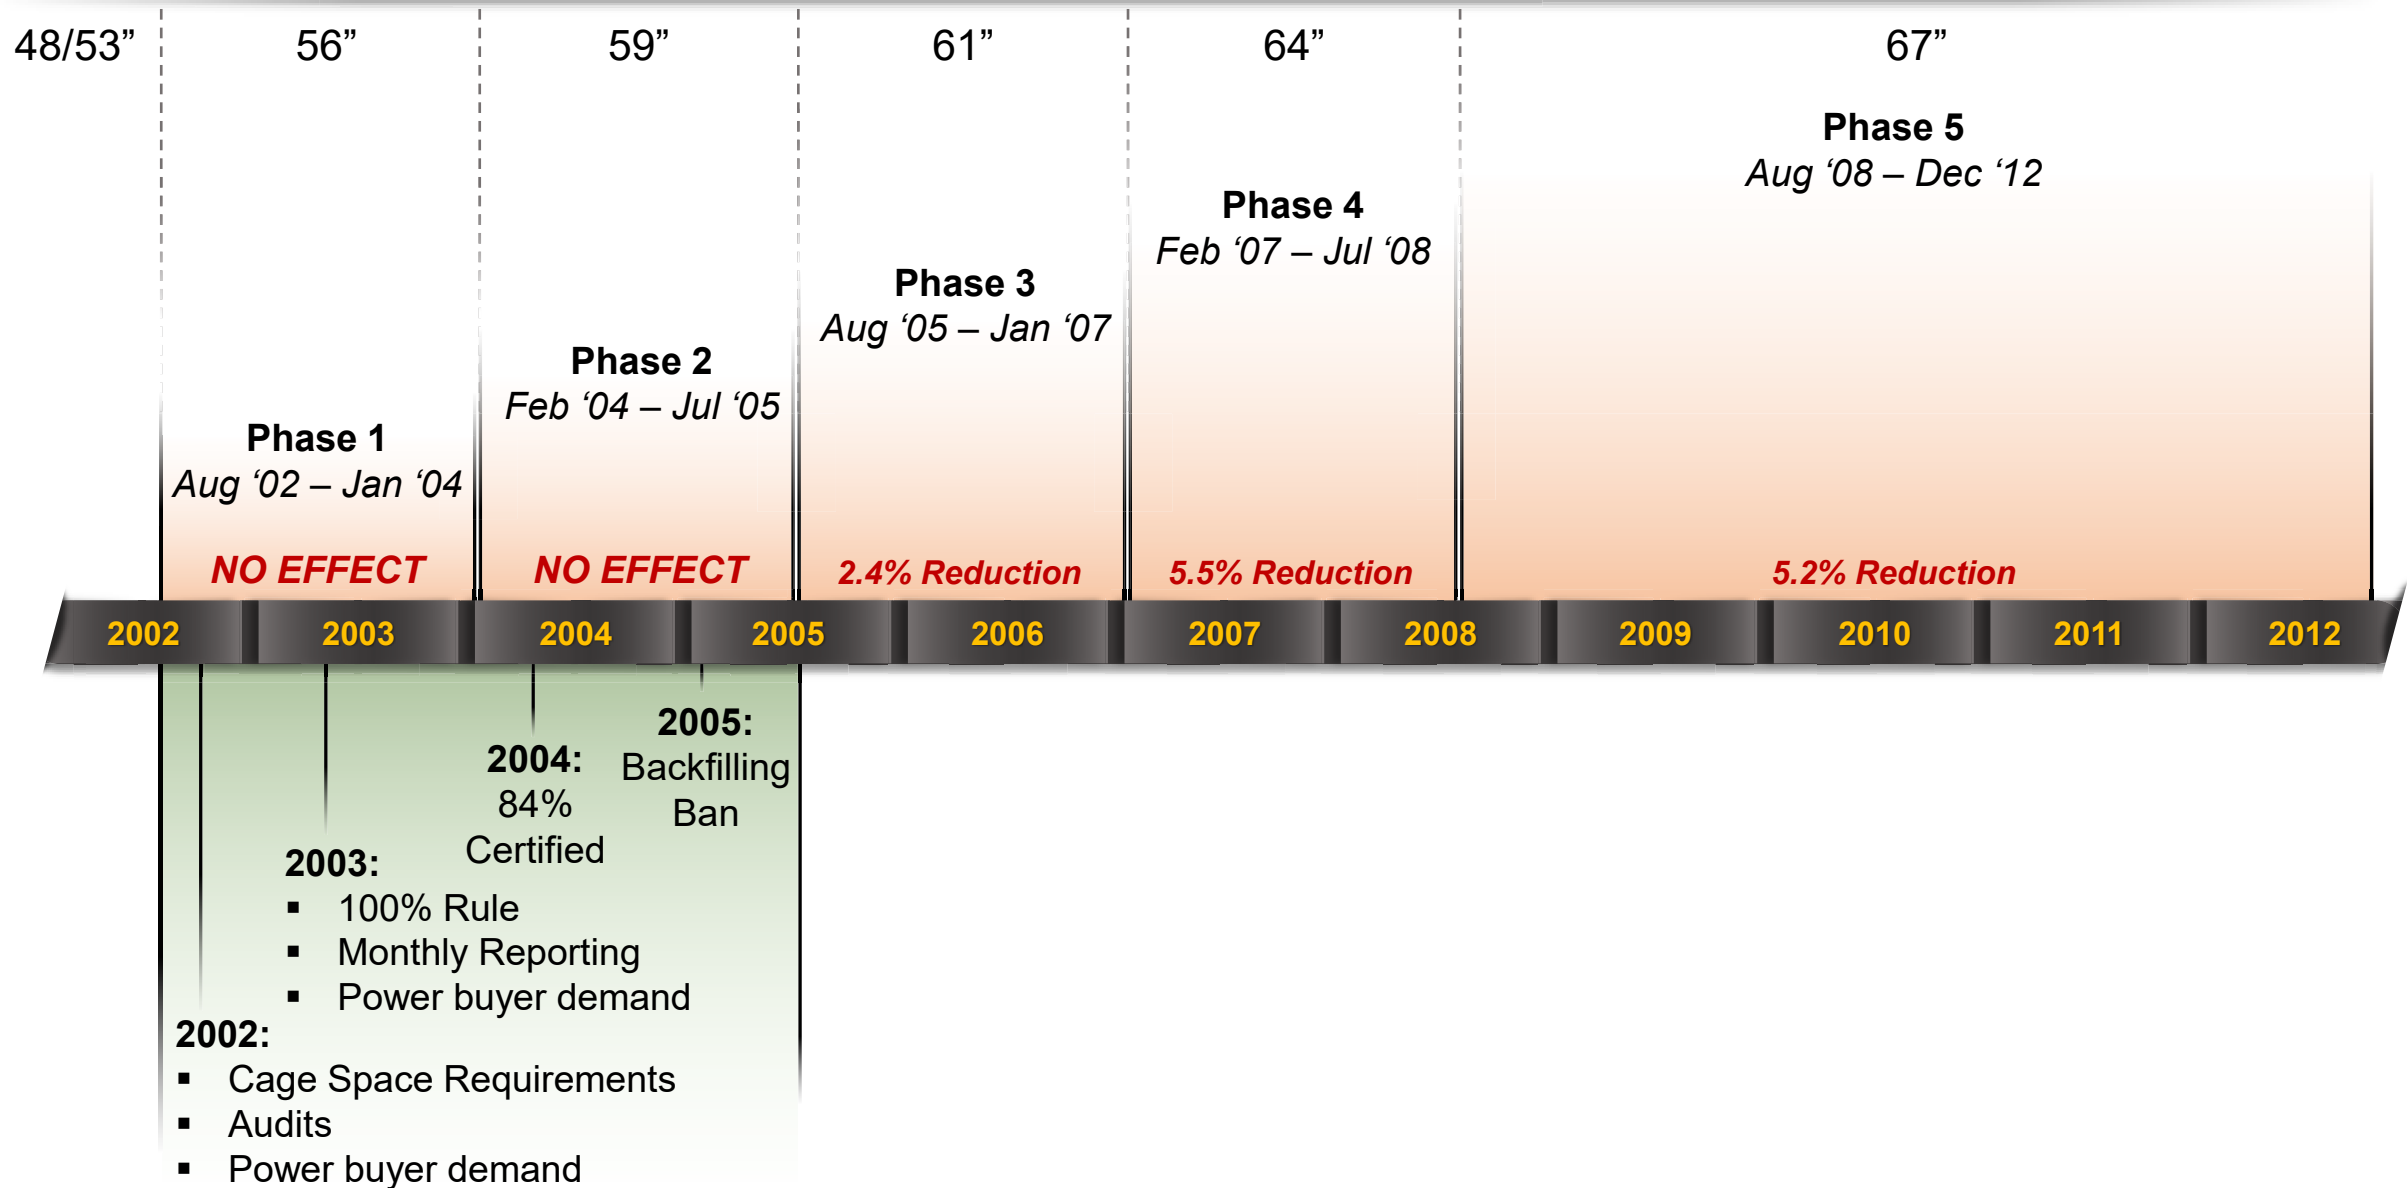 48/53”
56”
59”
61”
64”
67”
Phase 5
Aug ‘08 – Dec ‘12
Phase 4
Feb ‘07 – Jul ‘08
Phase 3
Aug ‘05 – Jan ‘07
Phase 2
Feb ‘04 – Jul ‘05
Phase 1
Aug ‘02 – Jan ‘04
NO EFFECT
NO EFFECT
2.4% Reduction
5.5% Reduction
5.2% Reduction
2002
2003
2004
2005
2006
2007
2008
2009
2010
2011
2012
2005:
Backfilling
Ban
2004:
84%
Certified
2003:
▪ 100% Rule
▪ Monthly Reporting
▪ Power buyer demand
2002:
▪ Cage Space Requirements
▪ Audits
▪ Power buyer demand